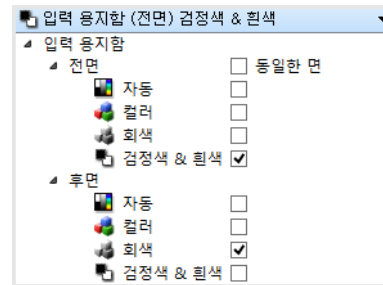 입력 용지함 (전면) 검정색 & 흰색
입력 용지함
전면 동일한 면
자동
컬러
회색
검정색 & 흰색
후면
자동
컬러
회색
검정색 & 흰색